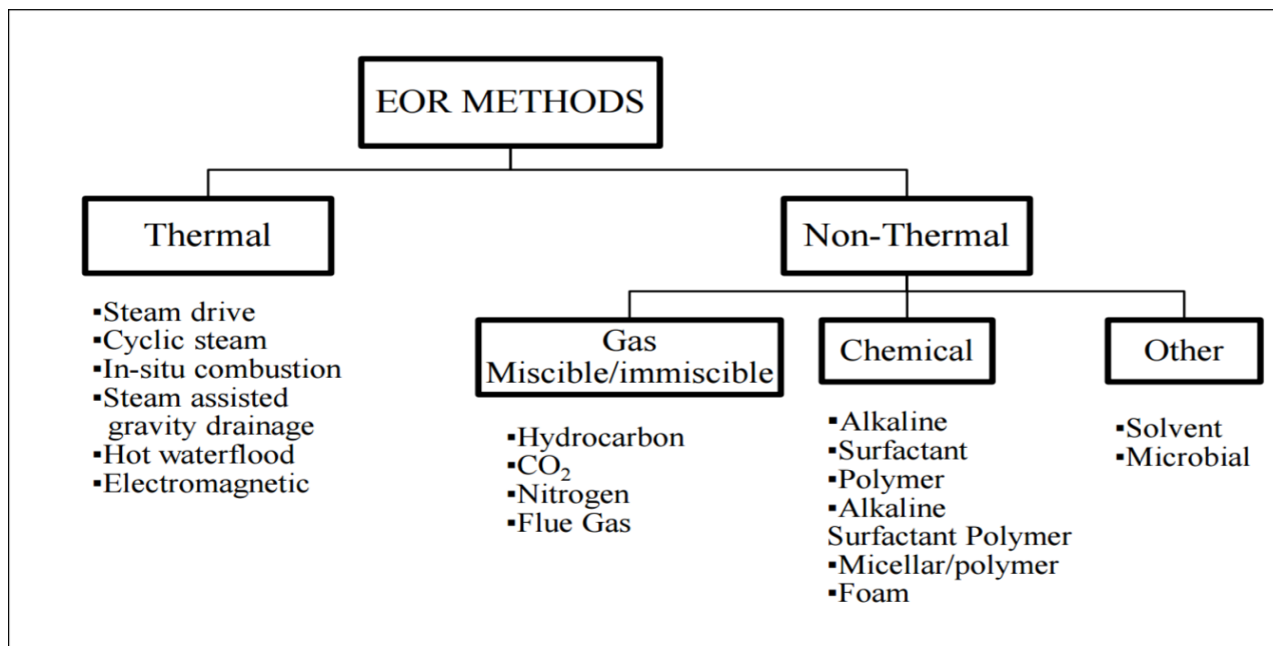 EOR METHODS
Thermal
▪Steam drive
▪Cyclic steam
▪In-situ combustion
▪Steam assisted
gravity drainage
▪Hot waterflood
▪Electromagnetic
Non-Thermal
Gas
Miscible/immiscible
▪Hydrocarbon
▪CO₂
▪Nitrogen
▪Flue Gas
Chemical
▪Alkaline
▪Surfactant
▪Polymer
▪Alkaline
Surfactant Polymer
▪Micellar/polymer
▪Foam
Other
▪Solvent
▪Microbial